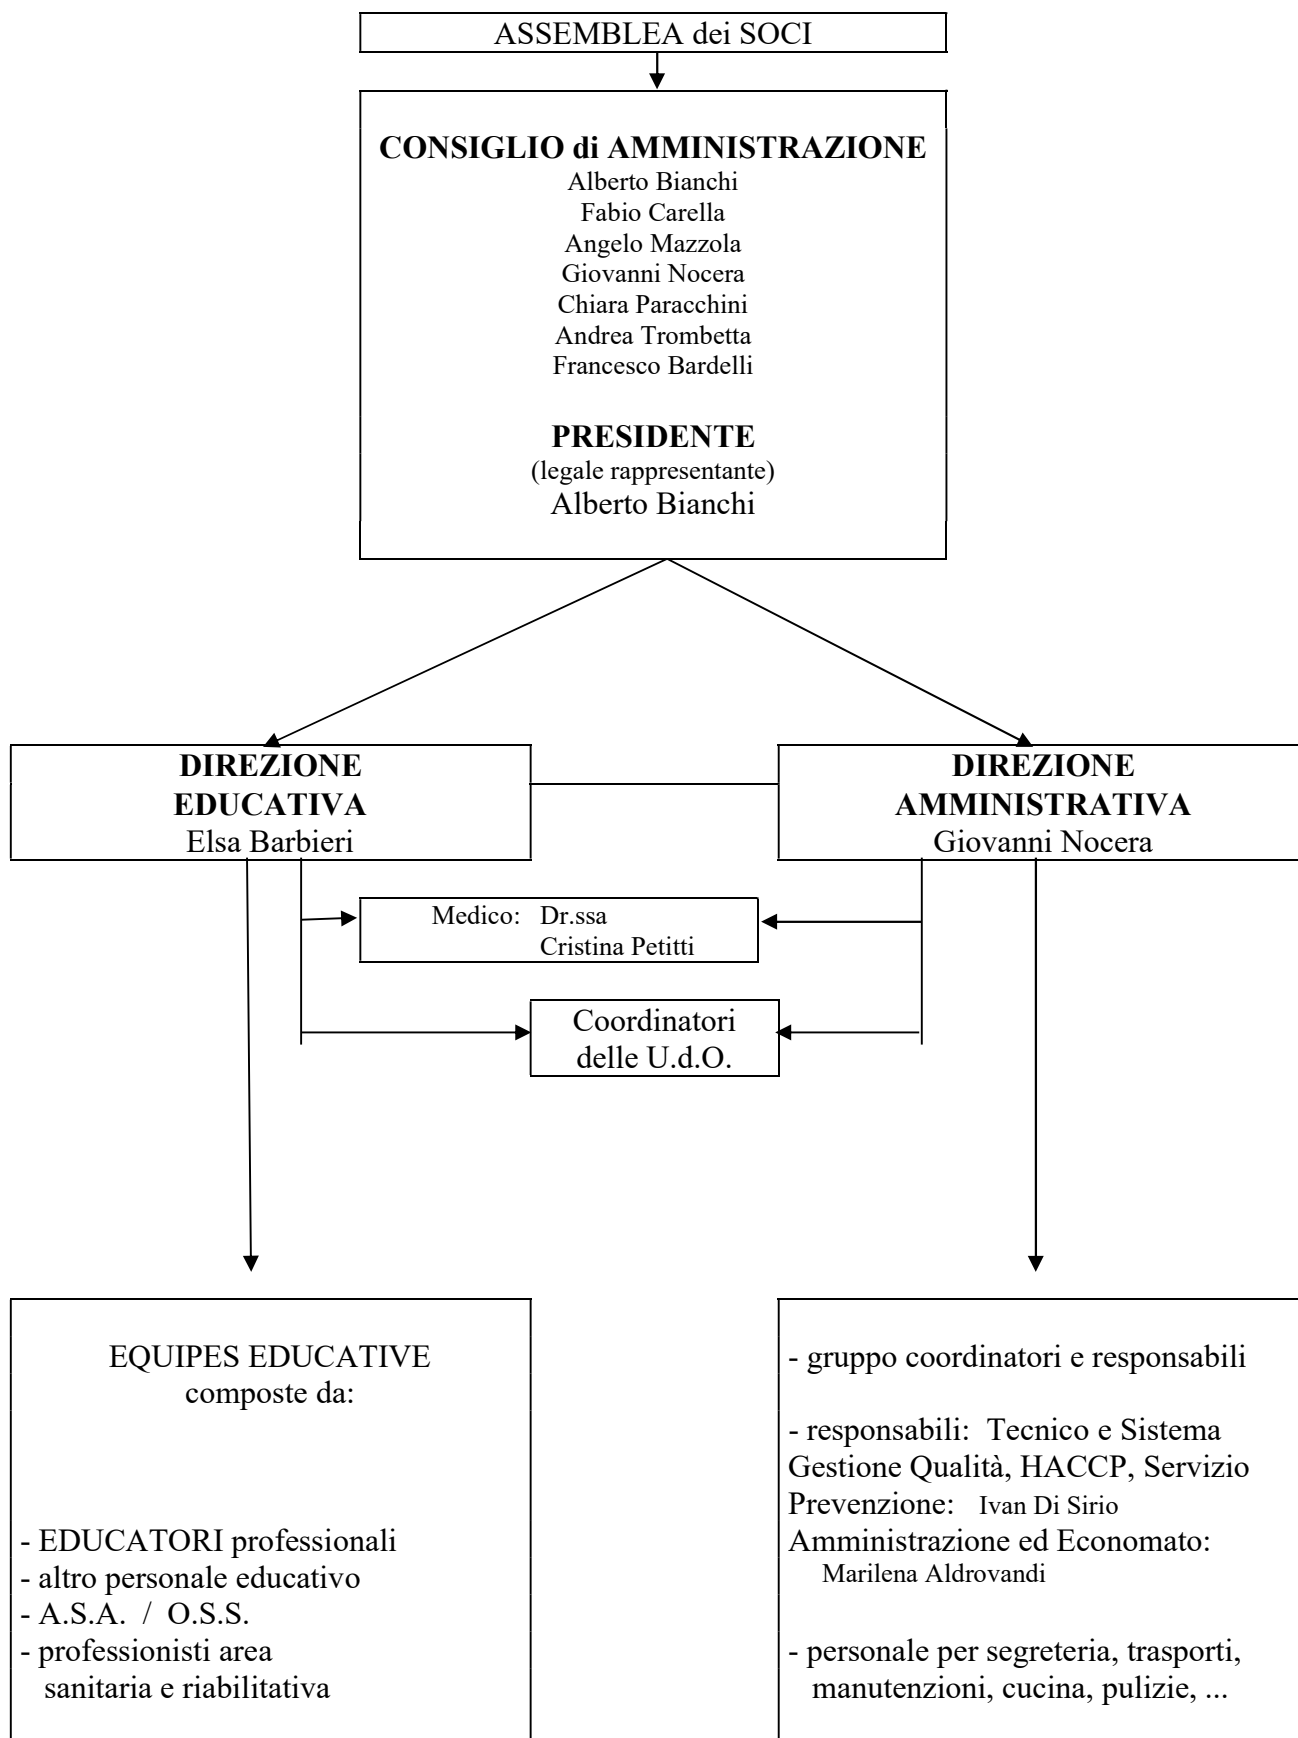 ASSEMBLEA dei SOCI
CONSIGLIO di AMMINISTRAZIONE
Alberto Bianchi
Fabio Carella
Angelo Mazzola
Giovanni Nocera
Chiara Paracchini
Andrea Trombetta
Francesco Bardelli
PRESIDENTE
(legale rappresentante)
Alberto Bianchi
DIREZIONE
EDUCATIVA
Elsa Barbieri
DIREZIONE
AMMINISTRATIVA
Giovanni Nocera
Medico: Dr.ssa
Cristina Petitti
Coordinatori
delle U.d.O.
EQUIPES EDUCATIVE
composte da:
- EDUCATORI professionali
- altro personale educativo
- A.S.A. / O.S.S.
- professionisti area
sanitaria e riabilitativa
- gruppo coordinatori e responsabili
- responsabili: Tecnico e Sistema
Gestione Qualità, HACCP, Servizio
Prevenzione: Ivan Di Sirio
Amministrazione ed Economato:
Marilena Aldrovandi
- personale per segreteria, trasporti,
manutenzioni, cucina, pulizie, ...